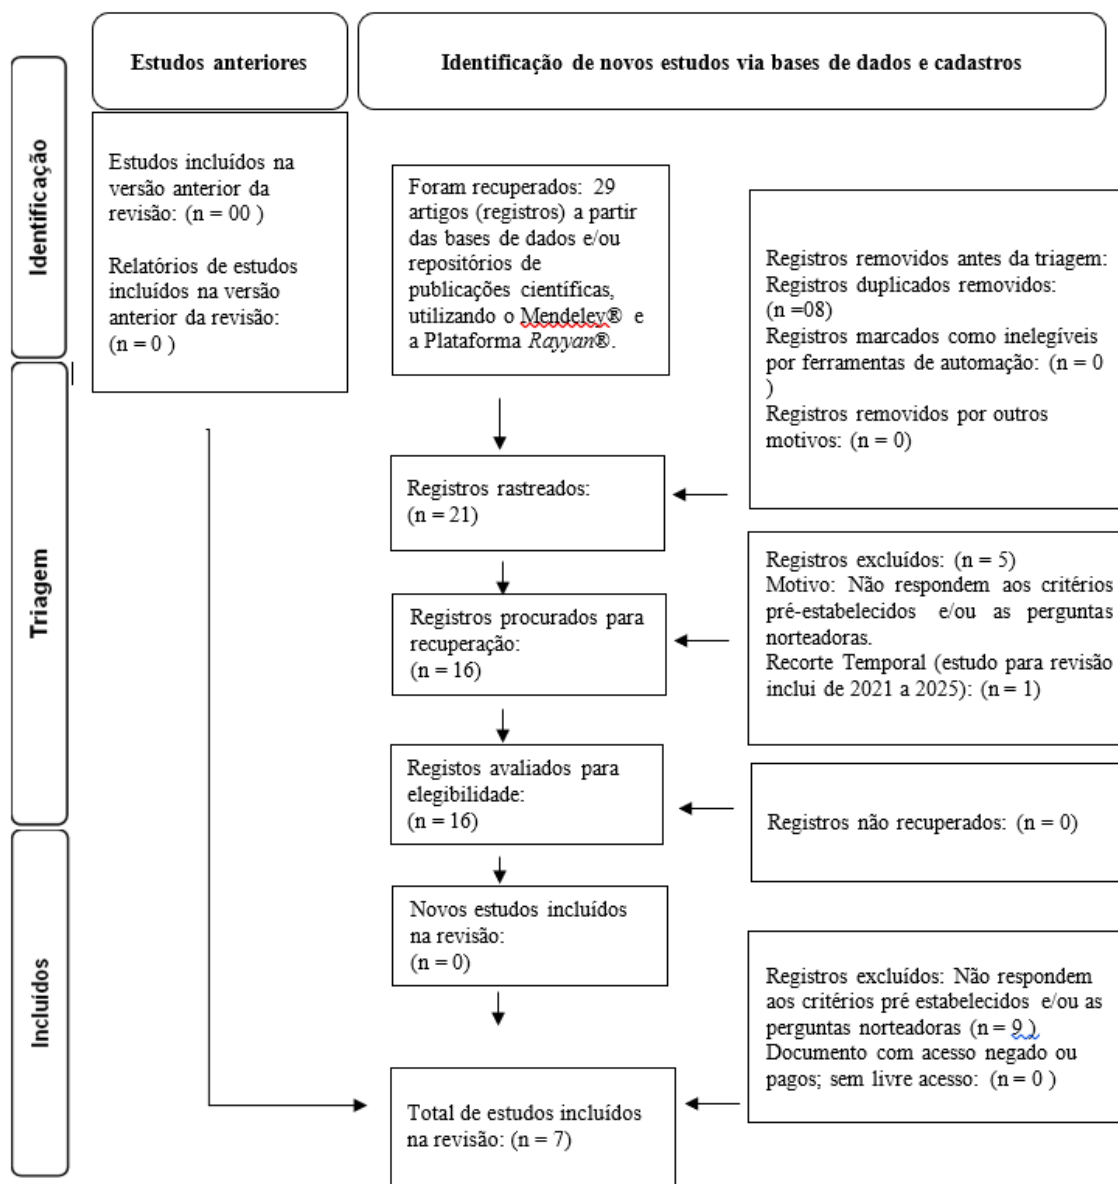 Estudos anteriores
Identificação de novos estudos via bases de dados e cadastros
Identificação
Estudos incluídos na
versão anterior da
revisão: (n = 00 )
Relatórios de estudos
incluídos na versão
anterior da revisão:
(n = 0 )
Foram recuperados: 29
artigos (registros) a partir
das bases de dados e/ou
repositórios de
publicações científicas,
utilizando o Mendeley® e
a Plataforma Rayyan®.
Registros removidos antes da triagem:
Registros duplicados removidos:
(n =08)
Registros marcados como inelegíveis
por ferramentas de automação: (n = 0
)
Registros removidos por outros
motivos: (n = 0)
Triagem
Registros rastreados:
(n = 21)
Registros excluídos: (n = 5)
Motivo: Não respondem aos critérios
pré-estabelecidos e/ou as perguntas
norteadoras.
Recorte Temporal (estudo para revisão
inclui de 2021 a 2025): (n = 1)
Registros procurados para
recuperação:
(n = 16)
Registos avaliados para
elegibilidade:
(n = 16)
Registros não recuperados: (n = 0)
Incluídos
Novos estudos incluídos
na revisão:
(n = 0)
Registros excluídos: Não respondem
aos critérios pré estabelecidos e/ou as
perguntas norteadoras (n = 9 )
Documento com acesso negado ou
pagos; sem livre acesso: (n = 0 )
Total de estudos incluídos
na revisão: (n = 7)